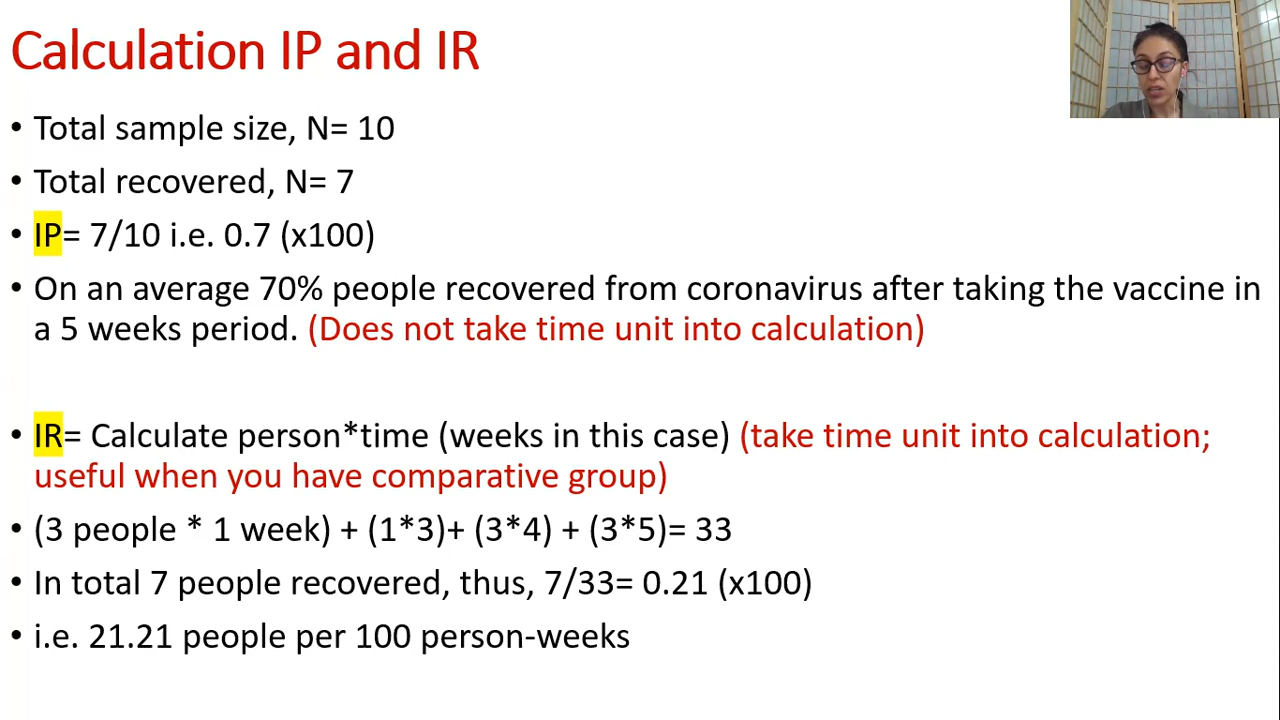 Calculation IP and IR
• Total sample size, N= 10
• Total recovered, N= 7
• IP= 7/10 i.e. 0.7 (x100)
• On an average 70% people recovered from coronavirus after taking the vaccine in
a 5 weeks period. (Does not take time unit into calculation)
• IR= Calculate person*time (weeks in this case) (take time unit into calculation;
useful when you have comparative group)
• (3 people * 1 week) + (1*3)+ (3*4) + (3*5)= 33
• In total 7 people recovered, thus, 7/33= 0.21 (x100)
• i.e. 21.21 people per 100 person-weeks